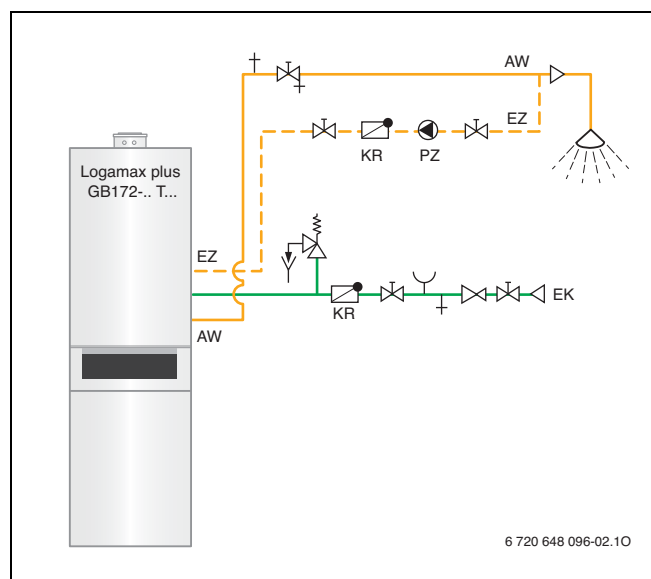 AW
EZ
KR PZ
Logamax plus
GB172-.. T...
EZ
EK
KR
AW
6 720 648 096-02.1O